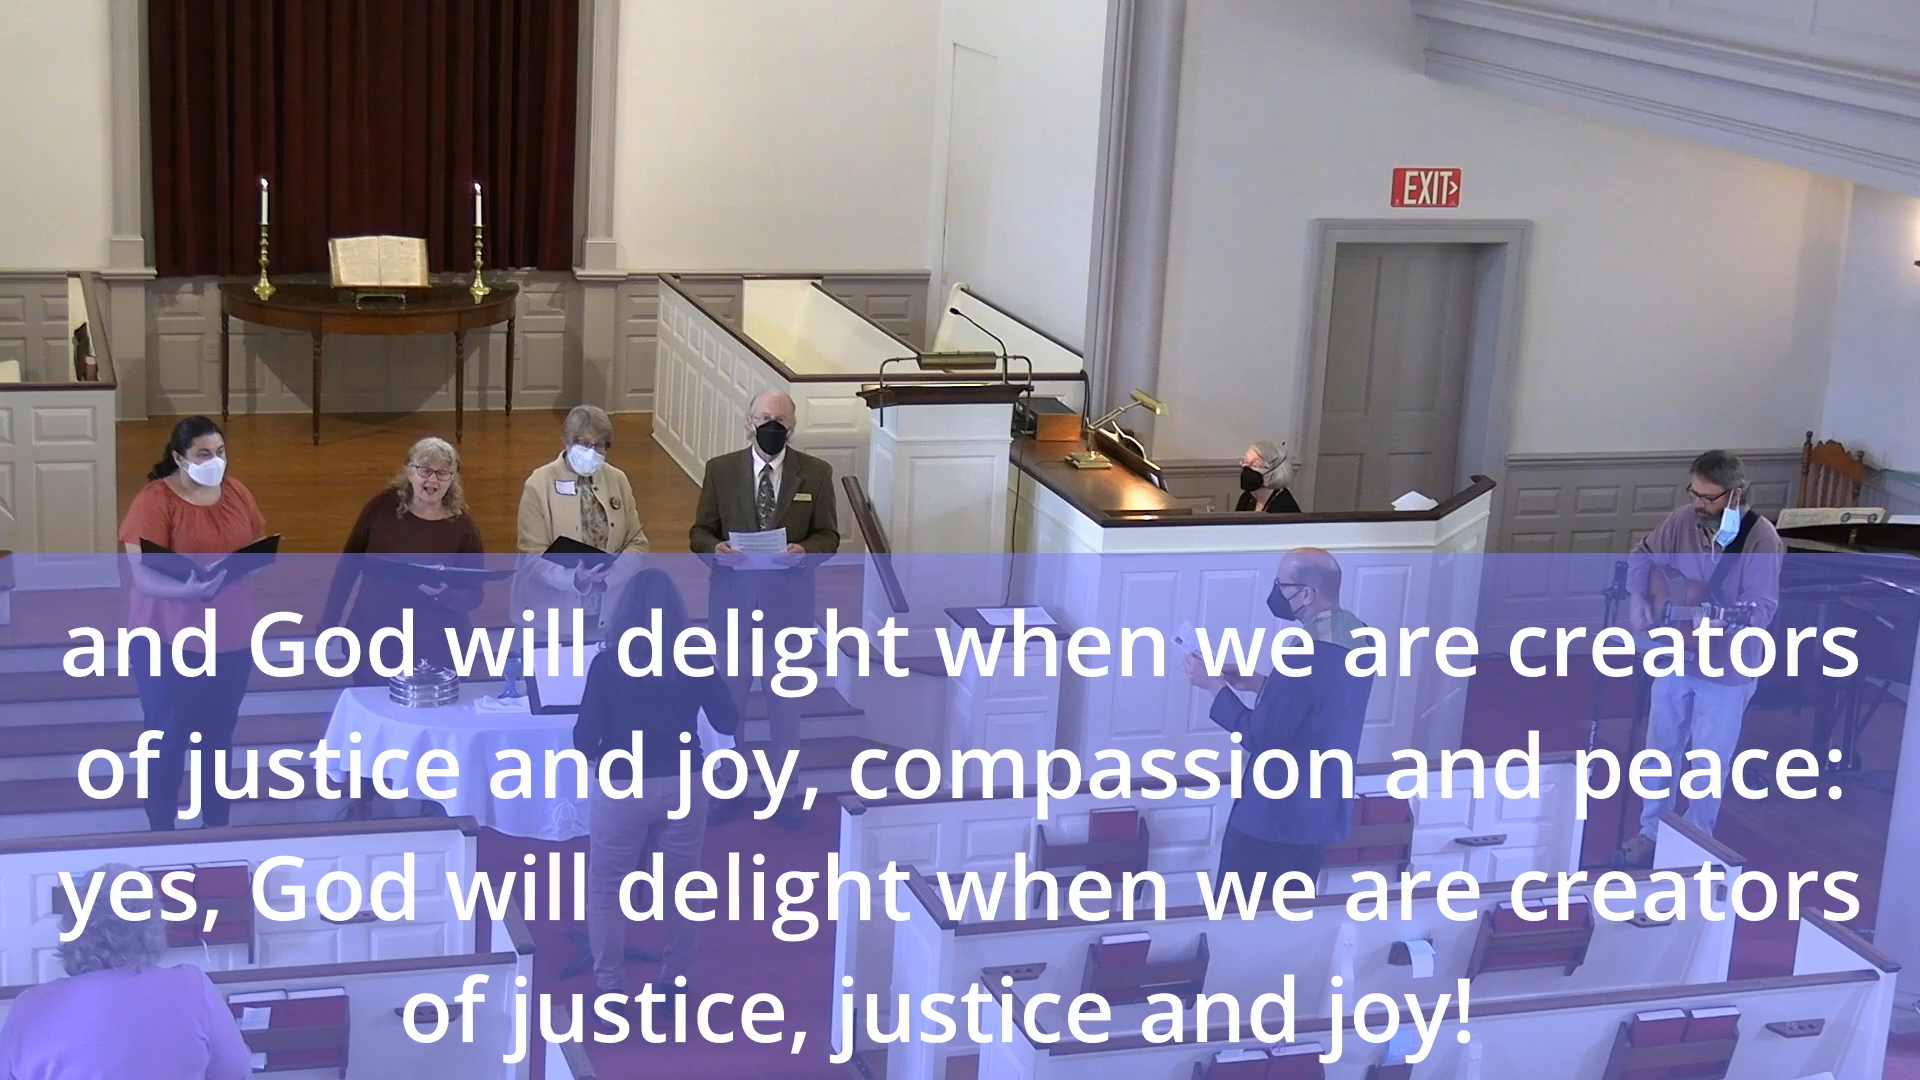 EXIT
and God will delight when we are creators
of justice and joy, compassion and peace:
yes, God will delight when we are creators
of justice, justice and joy!